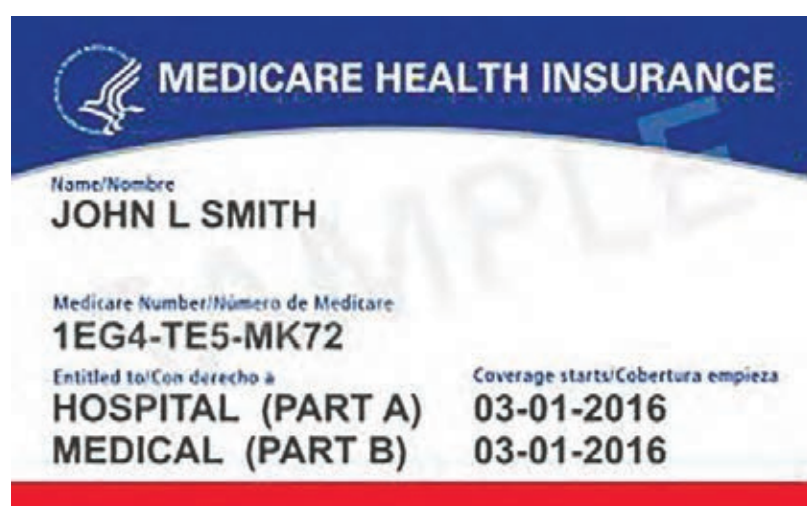 MEDICARE HEALTH INSURANCE
Name/Nombre
JOHN L SMITH
Medicare Number/Número de Medicare
1EG4-TE5-MK72
Entitled to/Con derecho a
HOSPITAL (PART A)
MEDICAL (PART B)
Coverage starts/Cobertura empieza
03-01-2016
03-01-2016
SAMPLE